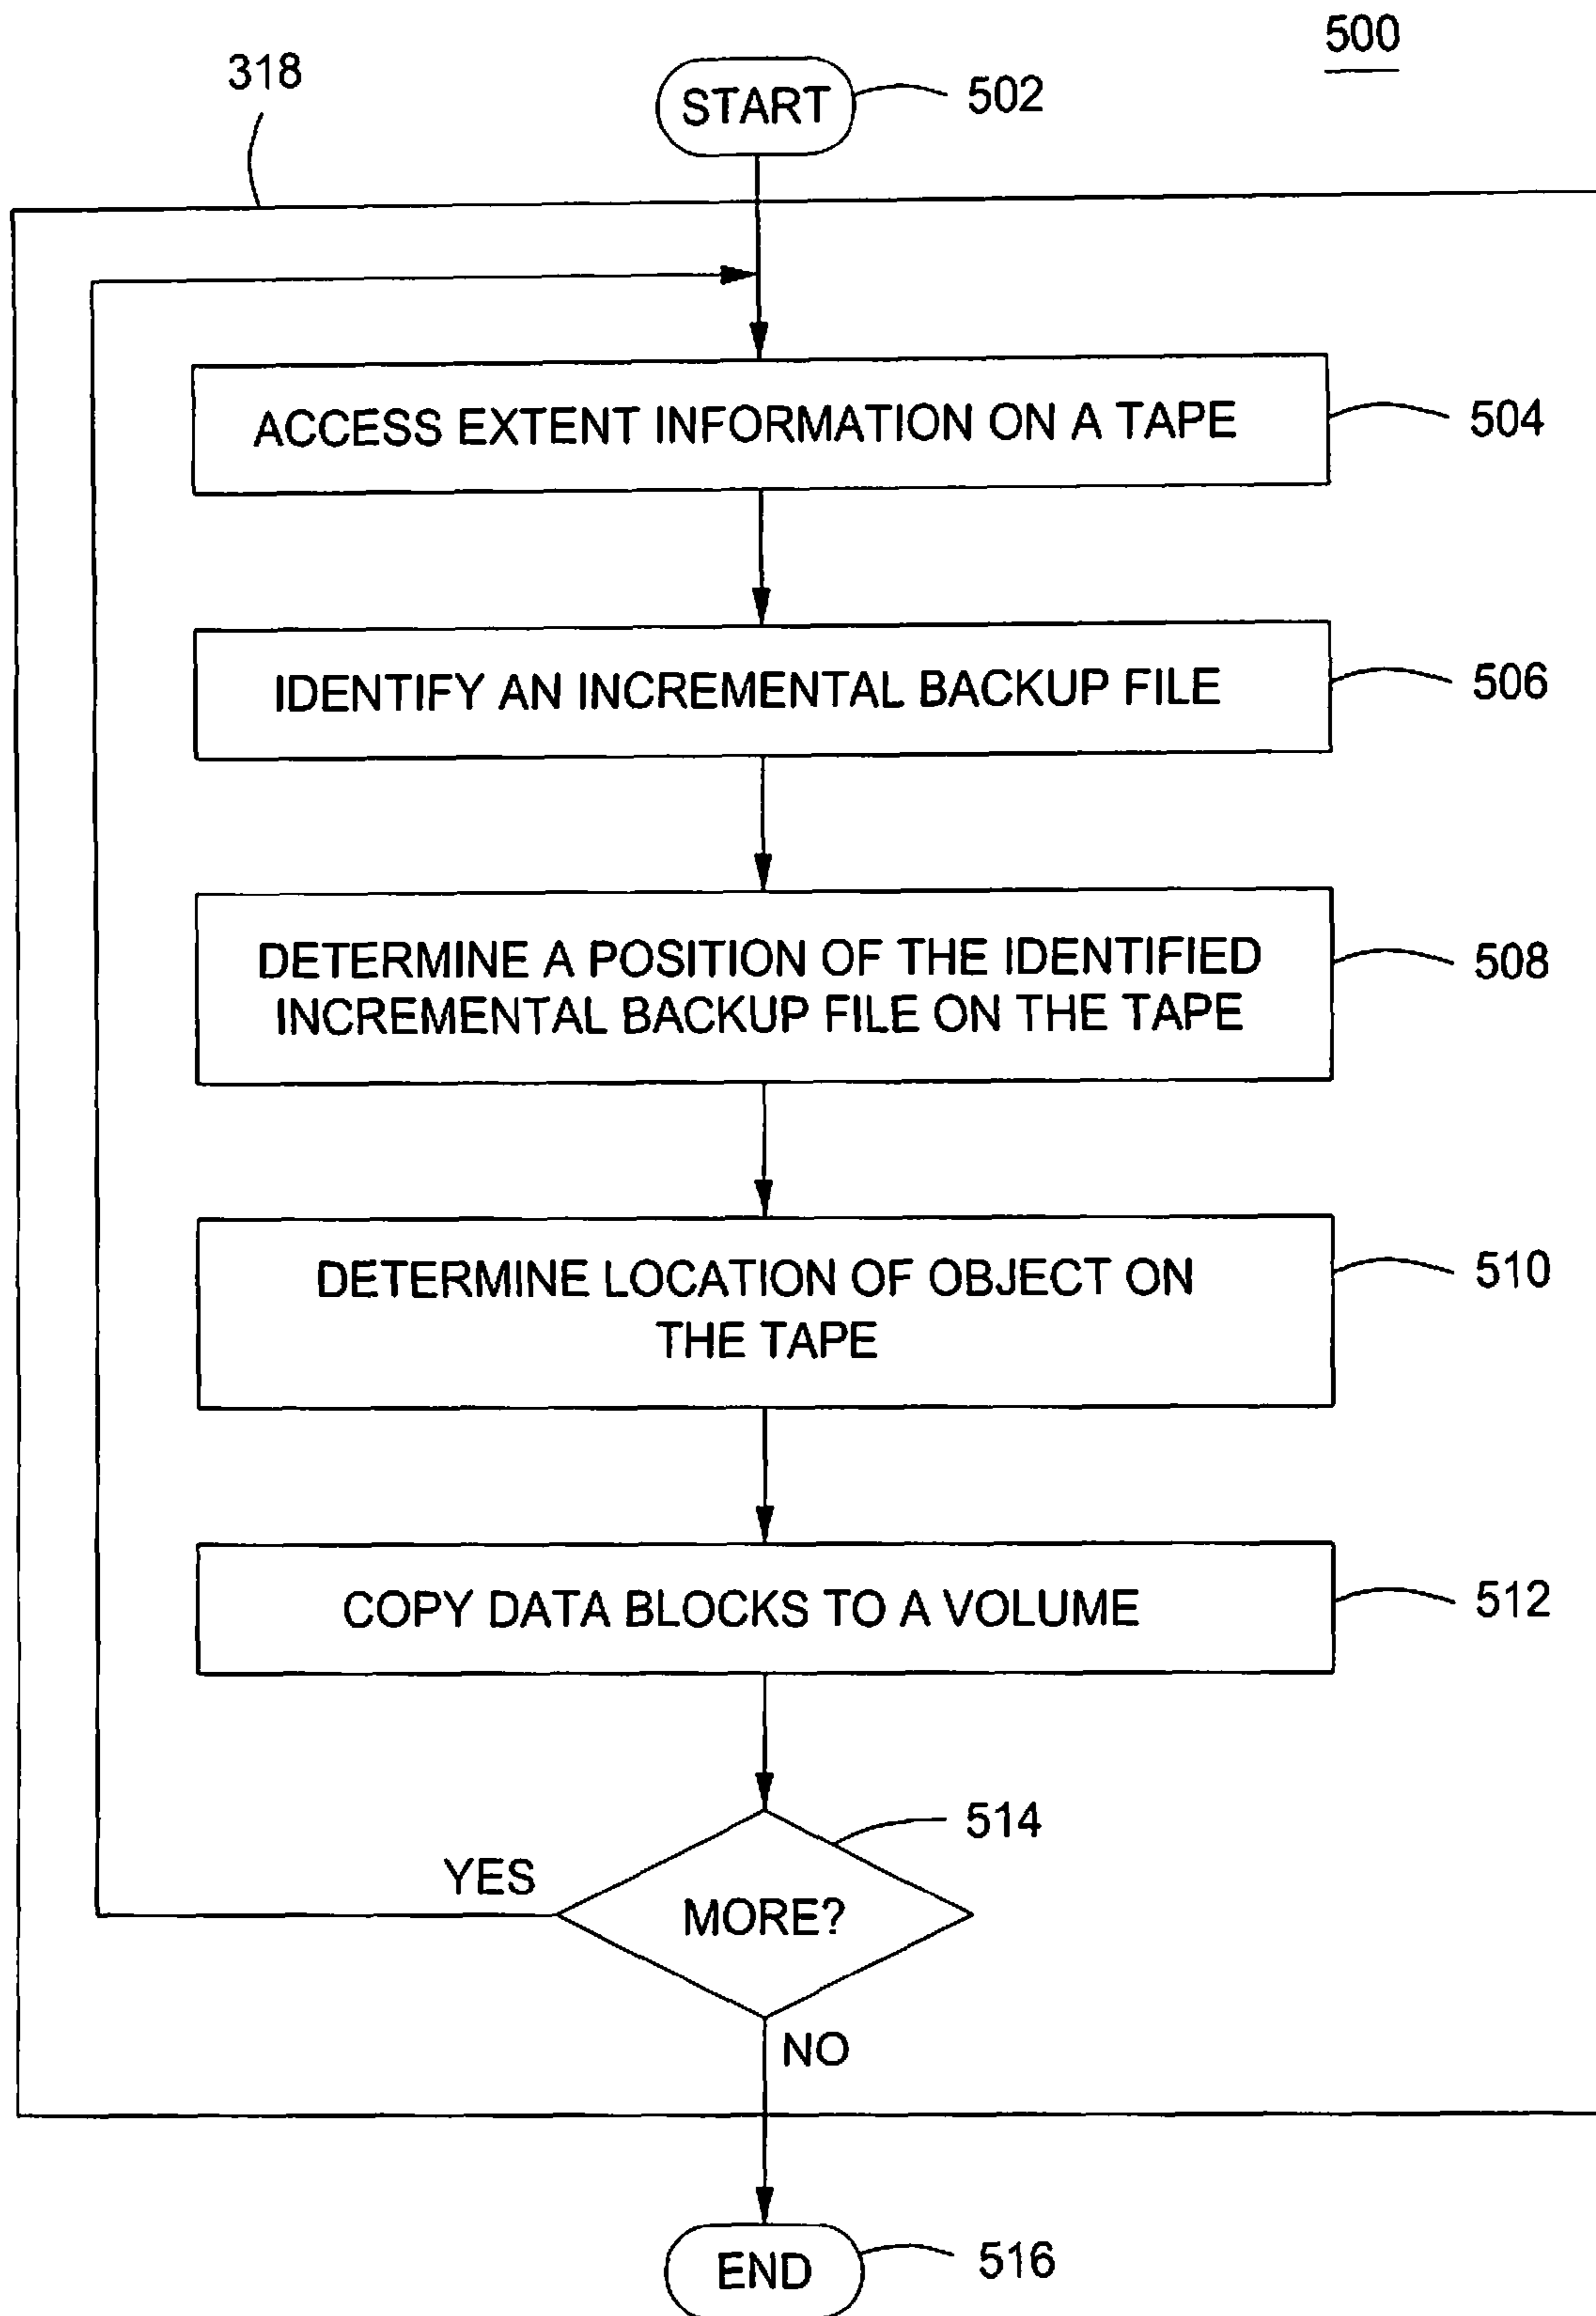 500
318
START
502
ACCESS EXTENT INFORMATION ON A TAPE
504
IDENTIFY AN INCREMENTAL BACKUP FILE
506
DETERMINE A POSITION OF THE IDENTIFIED
INCREMENTAL BACKUP FILE ON THE TAPE
508
DETERMINE LOCATION OF OBJECT ON
THE TAPE
510
COPY DATA BLOCKS TO A VOLUME
512
514
YES
MORE?
NO
END
516